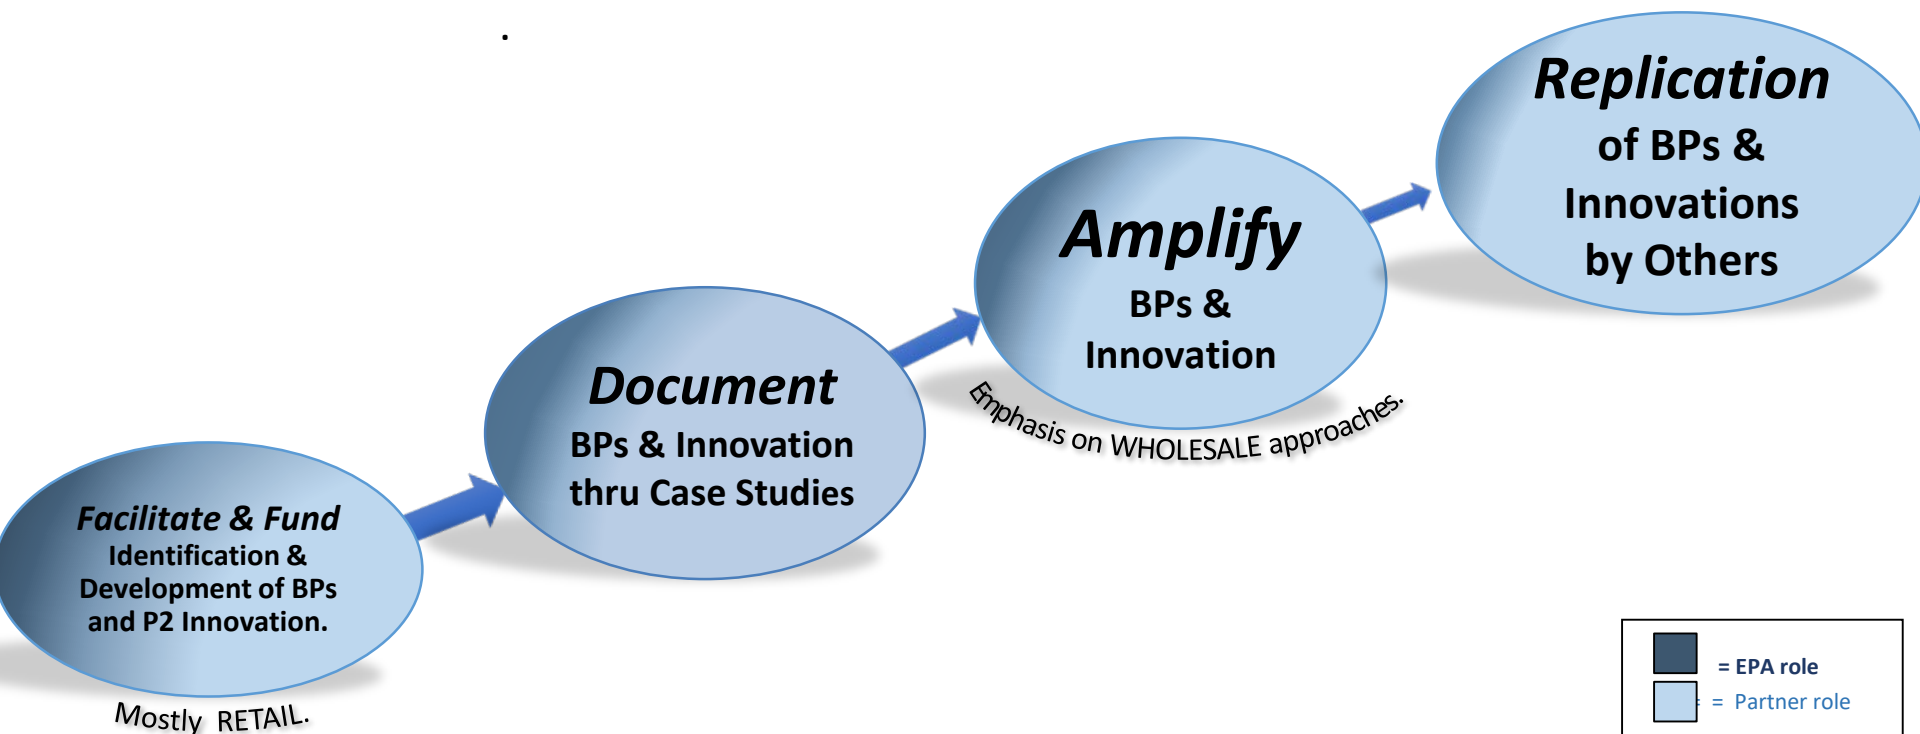 .
Facilitate & Fund
Identification &
Development of BPs
and P2 Innovation.
Mostly RETAIL.
Document
BPs & Innovation
thru Case Studies
Amplify
BPs &
Innovation
Emphasis on WHOLESALE approaches.
Replication
of BPs &
Innovations
by Others
= EPA role
= Partner role